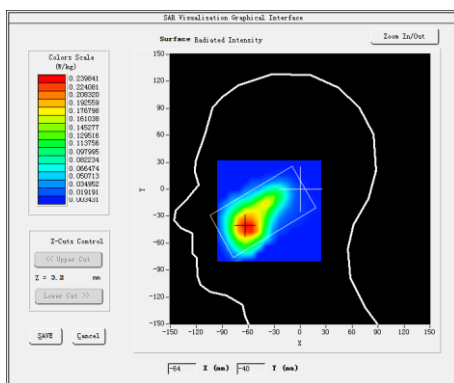 SAR Visualisation Graphical Interface
Surface Radiated Intensity
Zoom In/Out
Colors Scale
(W/kg)
0.239841
0.224081
0.208320
0.192559
0.176798
0.161038
0.145277
0.129516
0.113756
0.097995
0.082234
0.066474
0.050713
0.034952
0.019191
0.003431
Z-Cuts Control
<< Upper Cut
Z = 3.2 mm
Lower Cut >>
SAVE
Cancel
150
120
90
60
30
0
-30
-60
-90
-120
-150
Y
-150 -120 -90 -60 -30 0 30 60 90 120 150
X
-64 X (mm) -40 Y (mm)